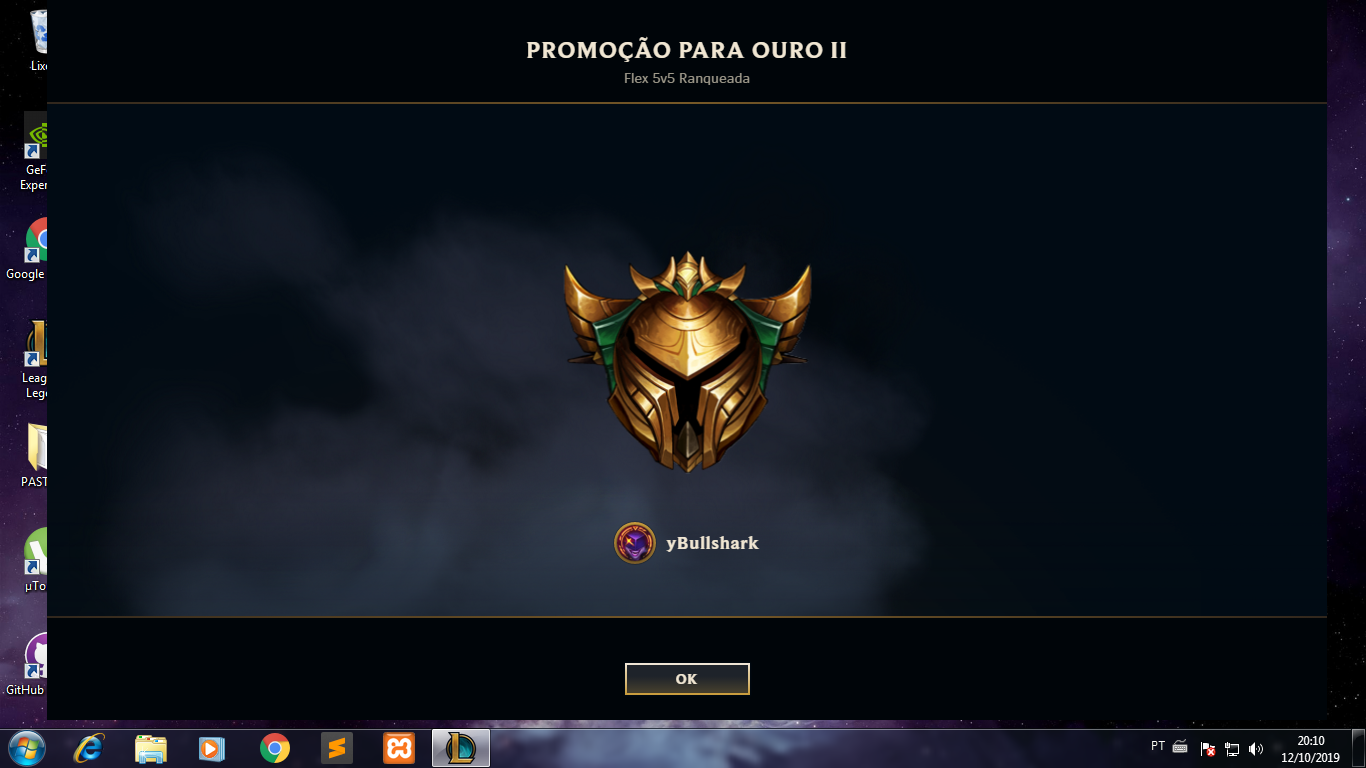 PROMOÇÃO PARA OURO II
Flex 5v5 Ranqueada
yBullshark
OK
Lixe
GeF
Exper
Google
Leag
Lege
PAST
µTo
GitHub
PT
20:10
12/10/2019